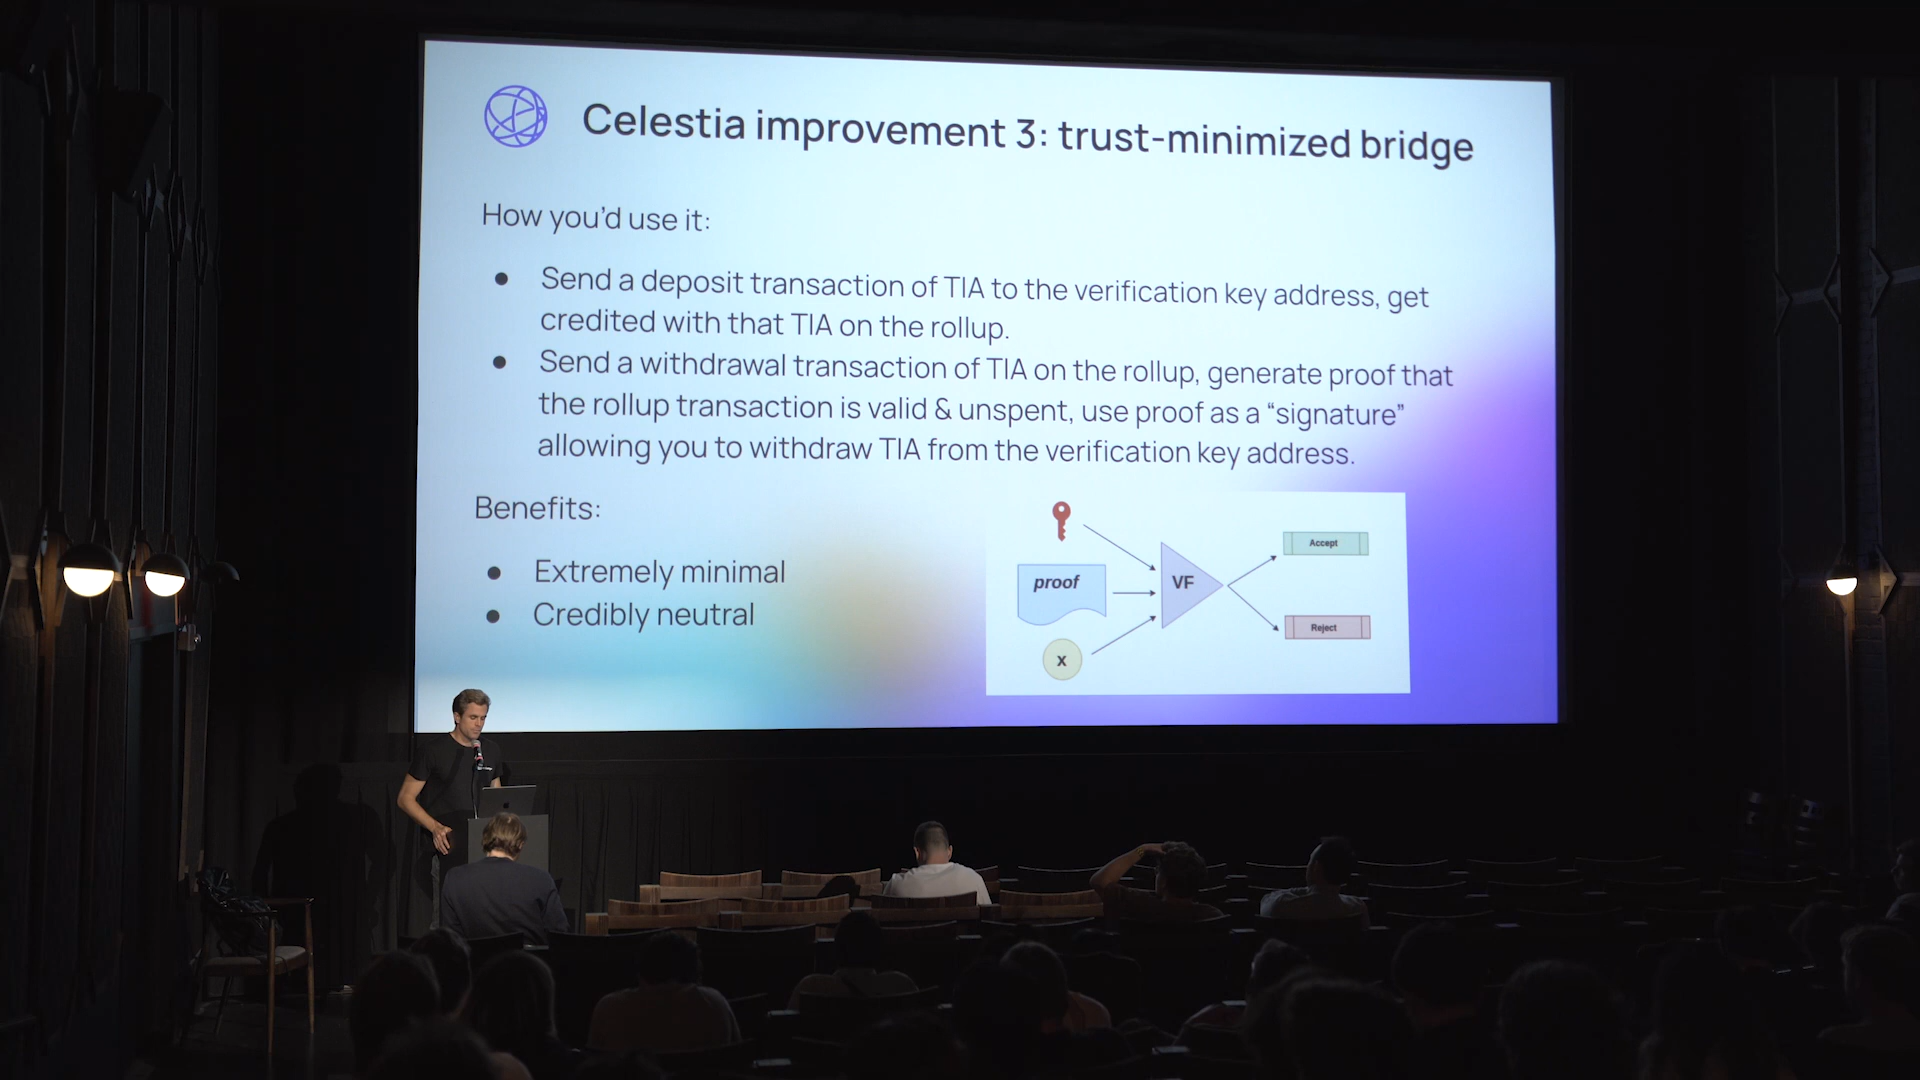 Celestia improvement 3: trust-minimized bridge
How you’d use it:
● Send a deposit transaction of TIA to the verification key address, get
credited with that TIA on the rollup.
● Send a withdrawal transaction of TIA on the rollup, generate proof that
the rollup transaction is valid & unspent, use proof as a “signature”
allowing you to withdraw TIA from the verification key address.
Benefits:
● Extremely minimal
● Credibly neutral
proof
VF
X
Accept
Reject